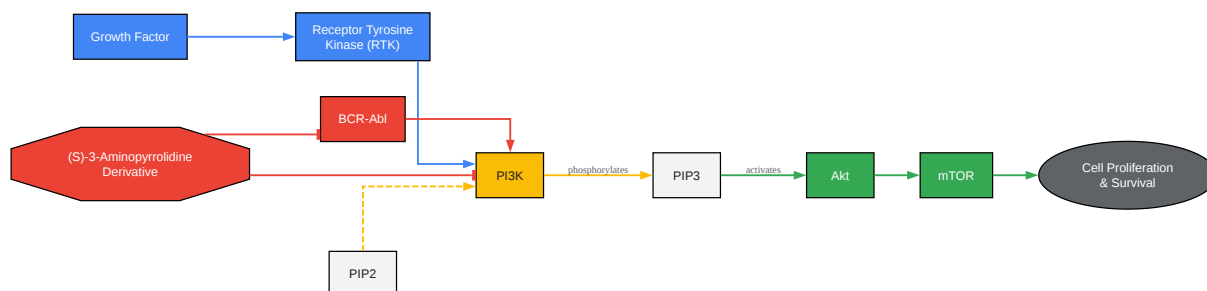 Growth Factor
Receptor Tyrosine
Kinase (RTK)
BCR-Abl
(S)-3-Aminopyrrolidine
Derivative
PI3K
phosphorylates
PIP3
activates
Akt
mTOR
Cell Proliferation
& Survival
PIP2